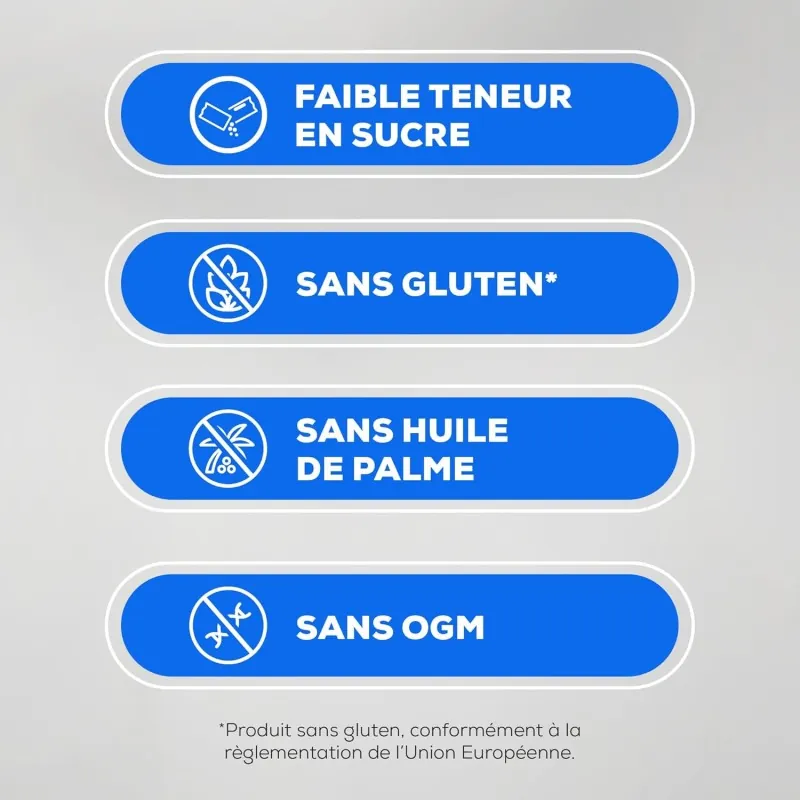 FAIBLE TENEUR
EN SUCRE
SANS GLUTEN*
SANS HUILE
DE PALME
SANS OGM
*Produit sans gluten, conformément à la
règlementation de l'Union Européenne.